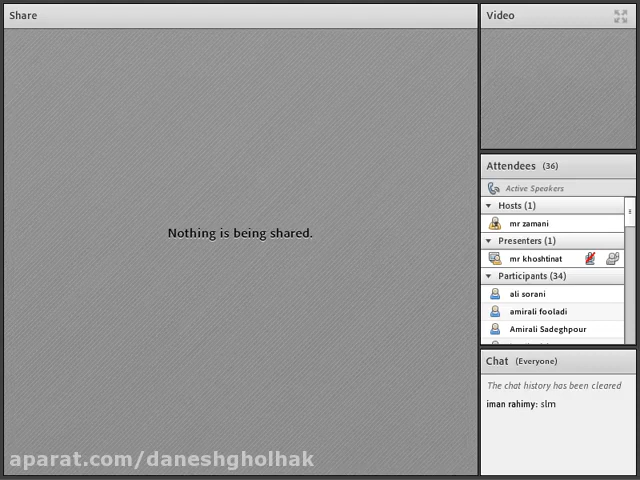 Share
Nothing is being shared.
Video
Attendees (36)
Active Speakers
Hosts (1)
mr zamani
Presenters (1)
mr khoshtinat
Participants (34)
ali sorani
amirali fooladi
Amirali Sadeghpour
Chat (Everyone)
The chat history has been cleared
iman rahimy: slm
aparat.com/daneshgholhak